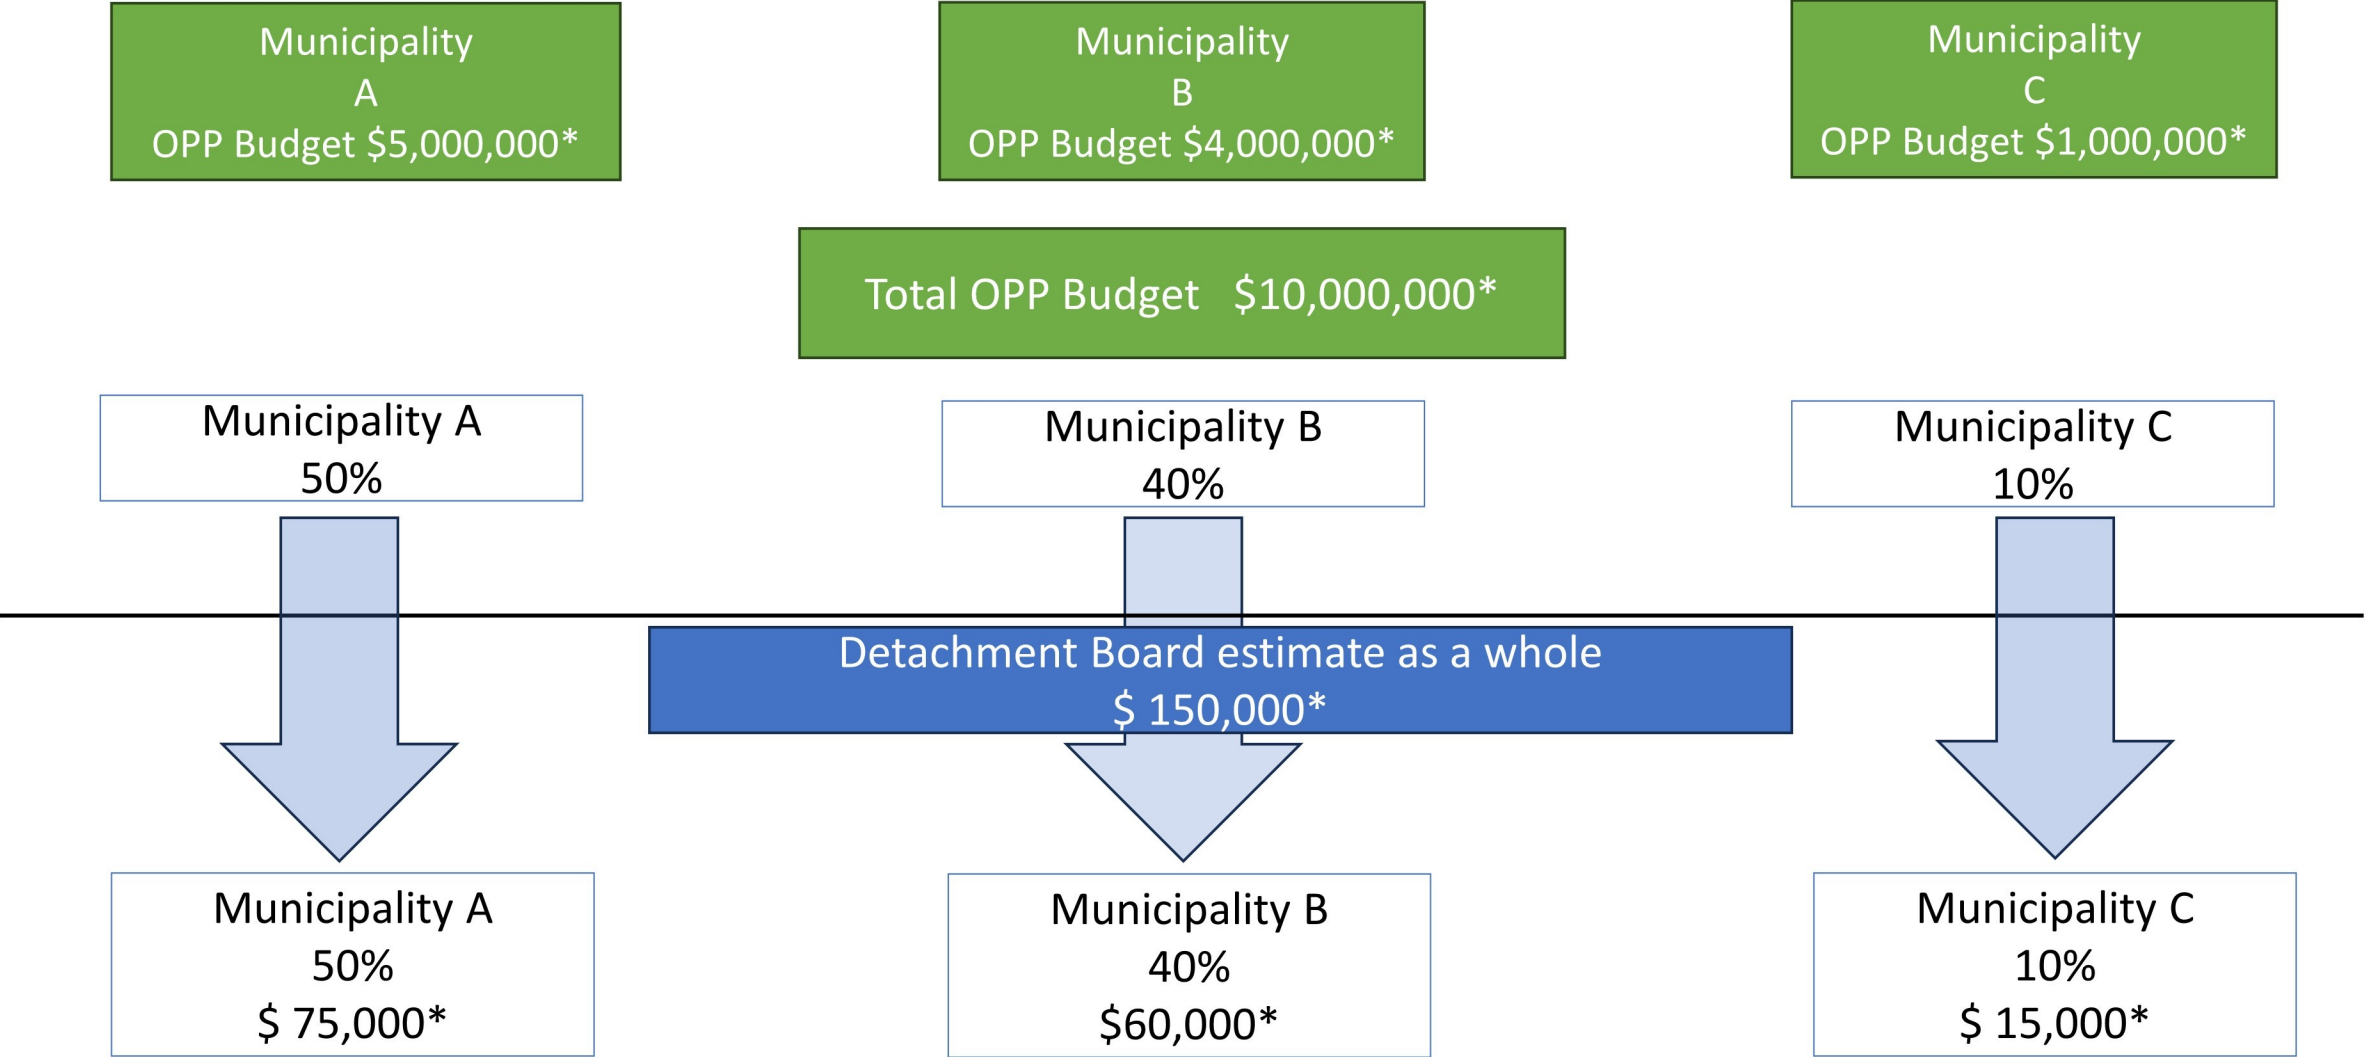 Municipality
A
OPP Budget $5,000,000*
Municipality
B
OPP Budget $4,000,000*
Municipality
C
OPP Budget $1,000,000*
Total OPP Budget $10,000,000*
Municipality A
50%
Municipality B
40%
Municipality C
10%
Detachment Board estimate as a whole
$ 150,000*
Municipality A
50%
$ 75,000*
Municipality B
40%
$60,000*
Municipality C
10%
$ 15,000*